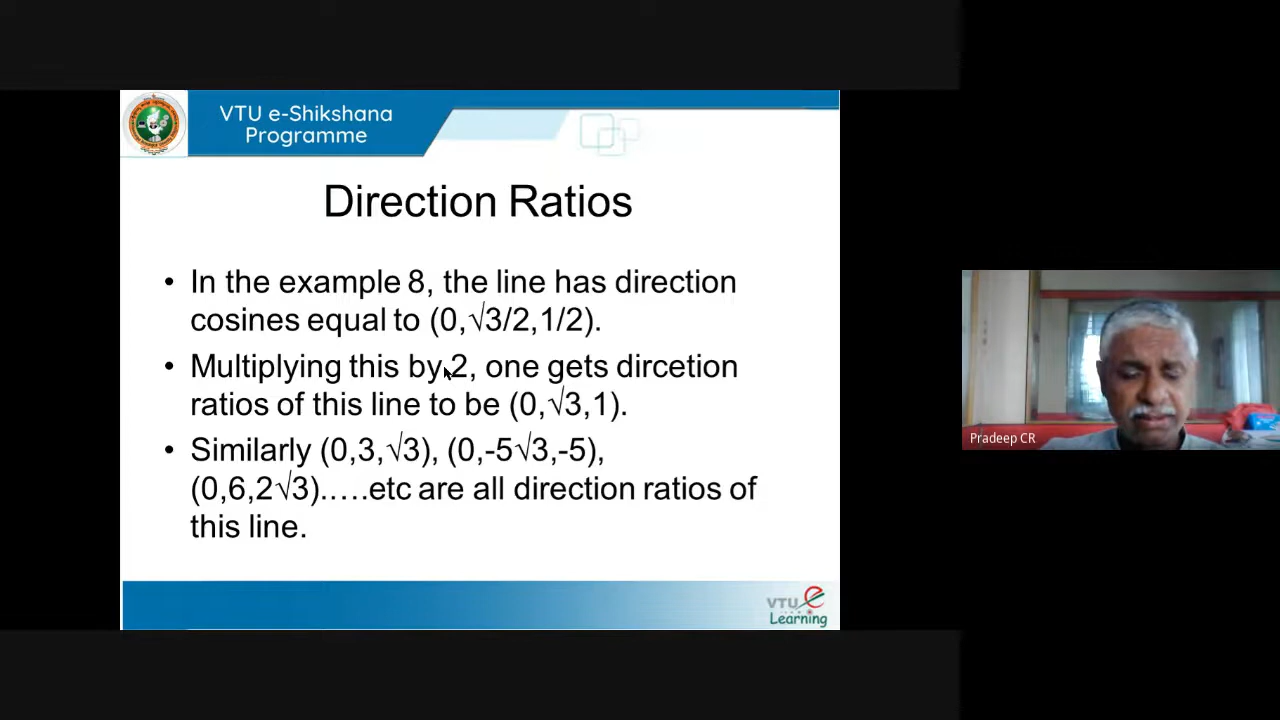 VTU e-Shikshana
Programme
Direction Ratios
• In the example 8, the line has direction
cosines equal to (0,√3/2,1/2).
• Multiplying this by 2, one gets dircetion
ratios of this line to be (0,√3,1).
• Similarly (0,3,√3), (0,-5√3,-5),
(0,6,2√3).….etc are all direction ratios of
this line.
VTU e
Learning
Pradeep CR